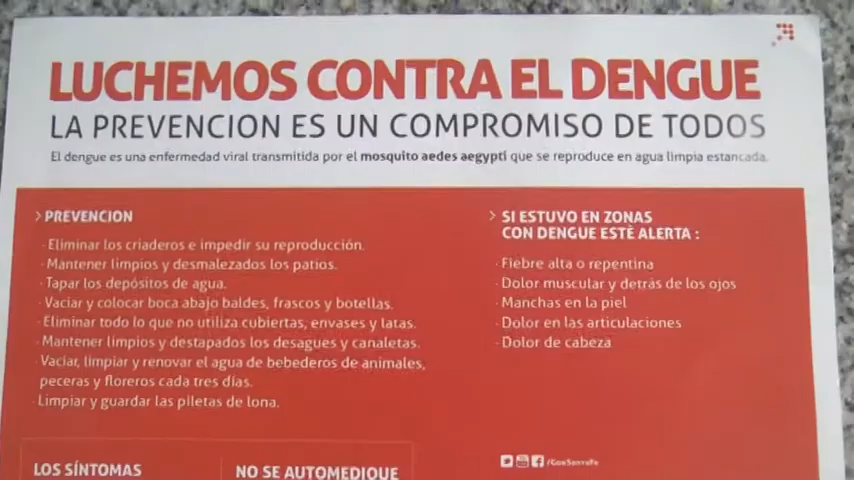 LUCHEMOS CONTRA EL DENGUE
LA PREVENCION ES UN COMPROMISO DE TODOS
El dengue es una enfermedad viral transmitida por el mosquito aedes aegypti que se reproduce en agua limpia estancada.
> PREVENCION
· Eliminar los criaderos e impedir su reproducción.
· Mantener limpios y desmalezados los patios.
· Tapar los depósitos de agua.
· Vaciar y colocar boca abajo baldes, frascos y botellas.
· Eliminar todo lo que no utiliza cubiertas, envases y latas.
· Mantener limpios y destapados los desagües y canaletas.
· Vaciar, limpiar y renovar el agua de bebederos de animales,
peceras y floreros cada tres días.
· Limpiar y guardar las piletas de lona.
> SI ESTUVO EN ZONAS
CON DENGUE ESTÈ ALERTA :
· Fiebre alta o repentina
· Dolor muscular y detrás de los ojos
· Manchas en la piel
· Dolor en las articulaciones
· Dolor de cabeza
LOS SÍNTOMAS
NO SE AUTOMEDIQUE
/GobSantaFe